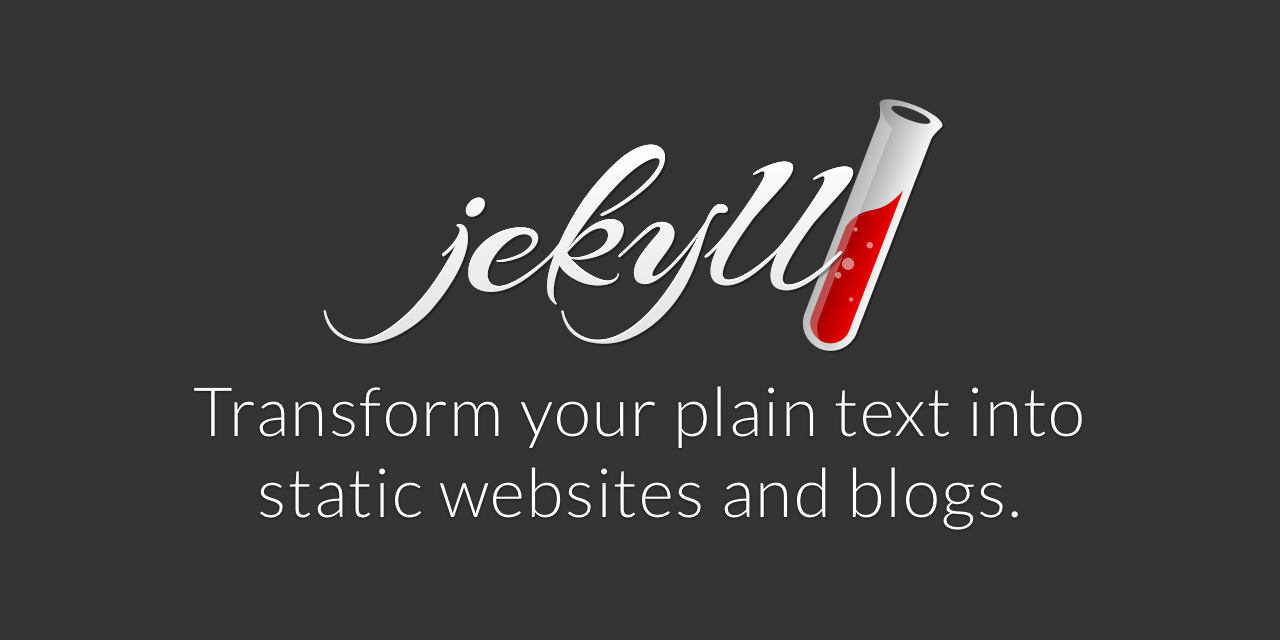 jekyll
Transform your plain text into
static websites and blogs.